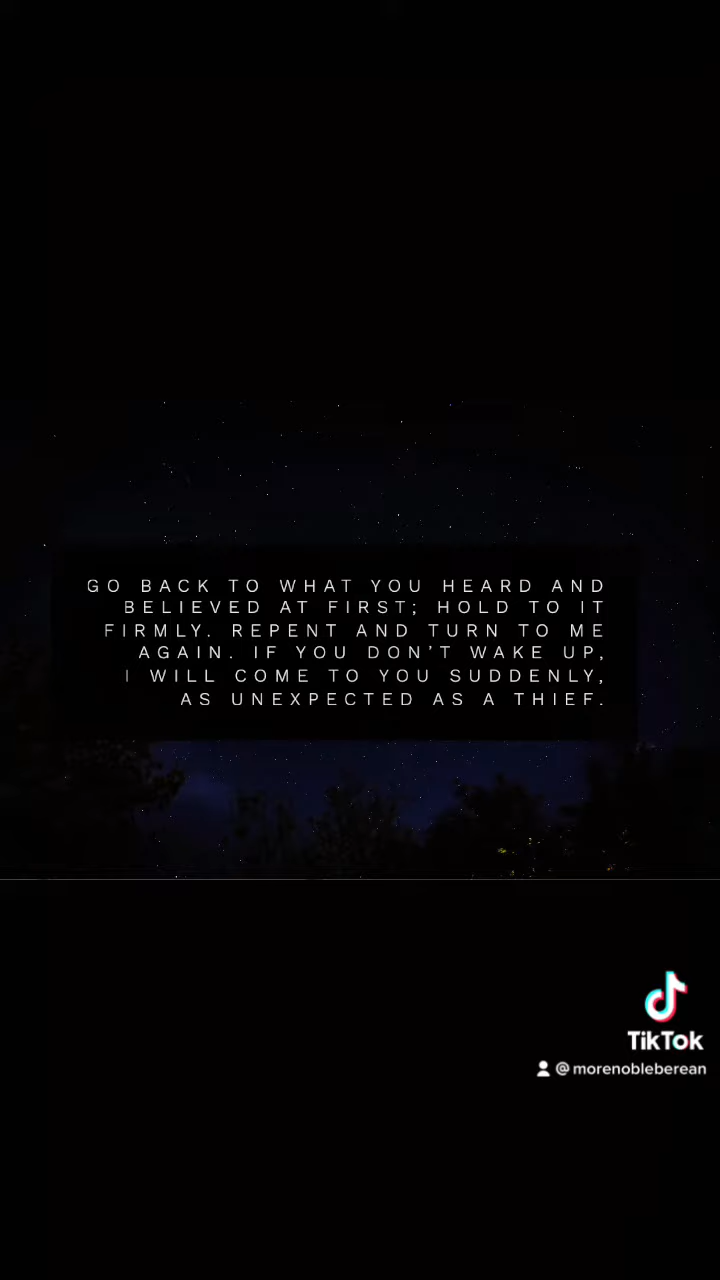 GO BACK TO WHAT YOU HEARD AND
BELIEVED AT FIRST; HOLD TO IT
FIRMLY. REPENT AND TURN TO ME
AGAIN. IF YOU DON'T WAKE UP,
I WILL COME TO YOU SUDDENLY,
AS UNEXPECTED AS A THIEF.
TikTok
@morenobleberean